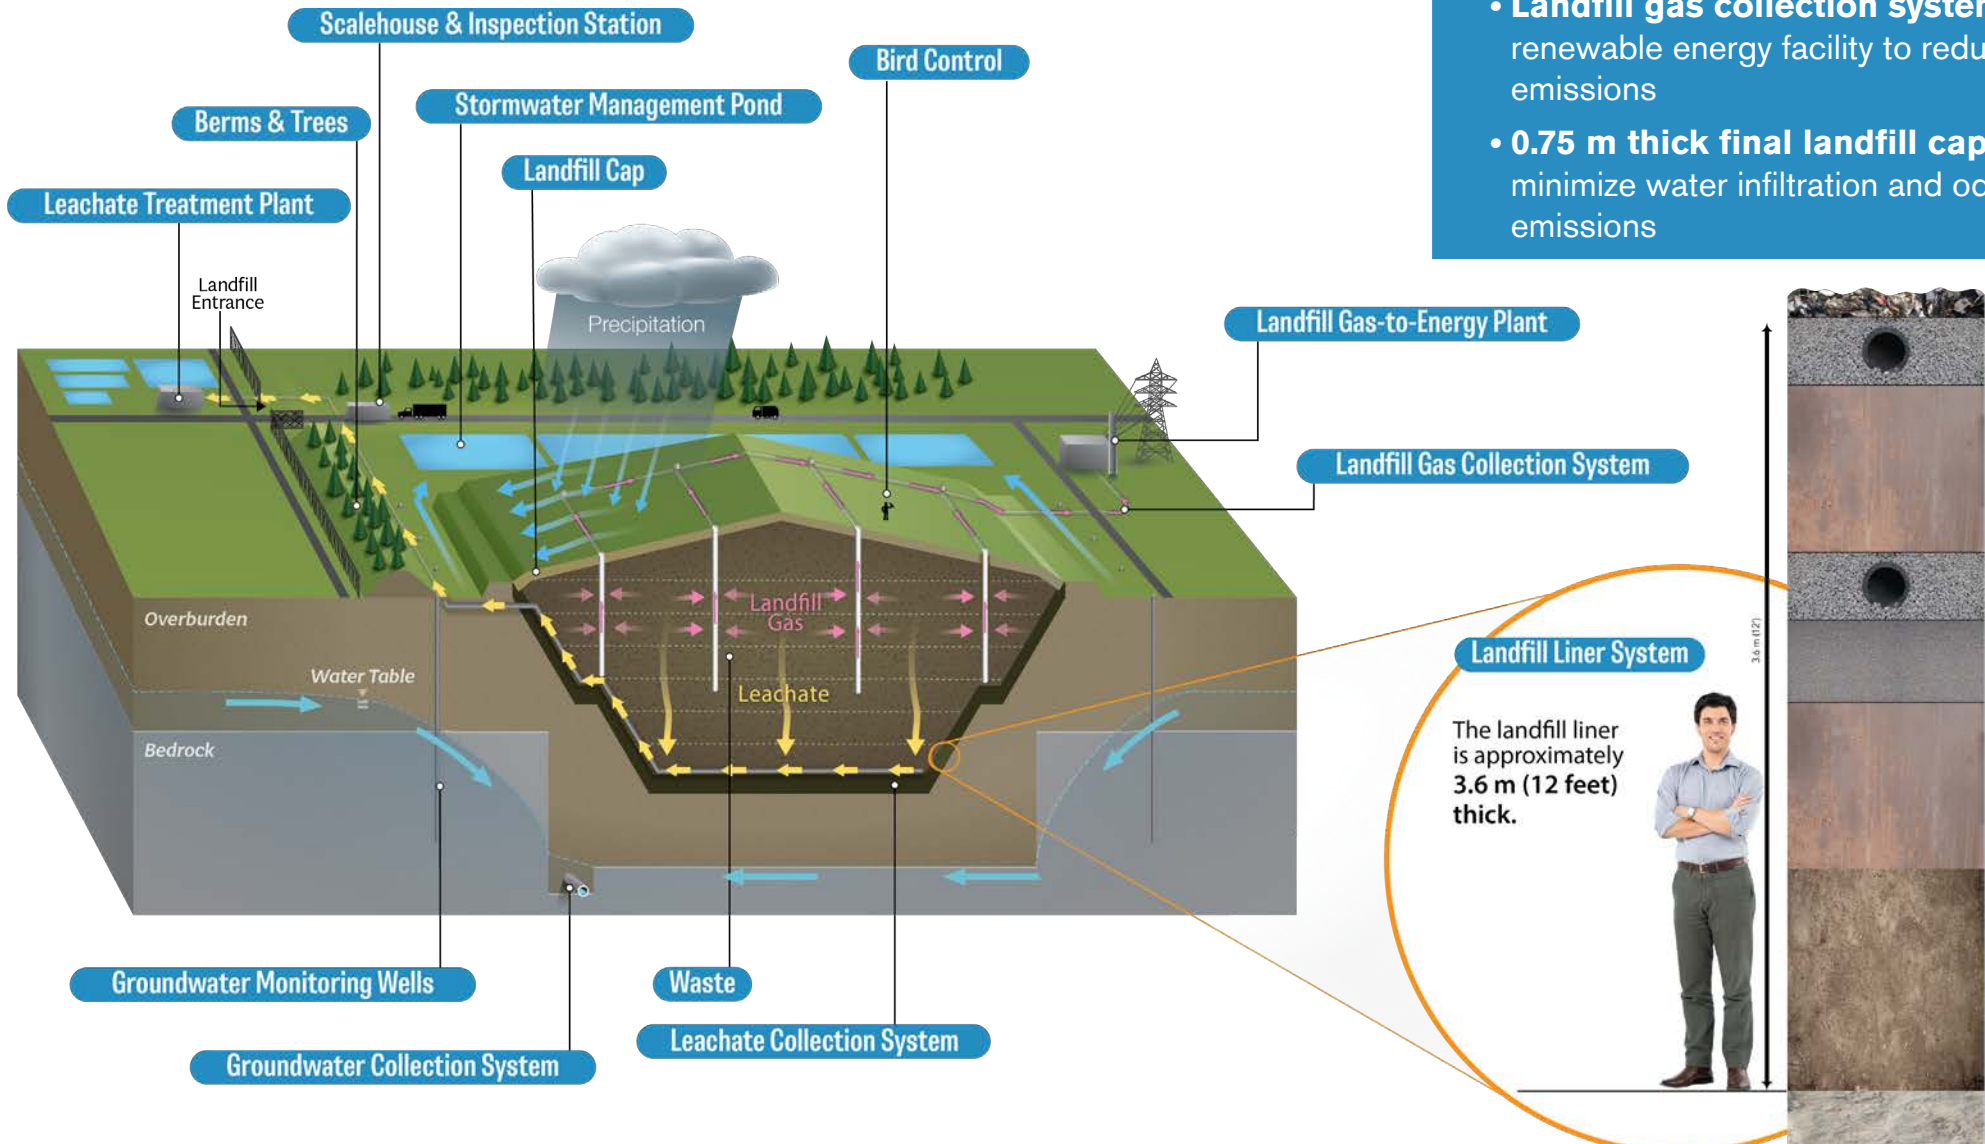 Scalehouse & Inspection Station
Bird Control
Stormwater Management Pond
Berms & Trees
Landfill Cap
Leachate Treatment Plant
Landfill
Entrance
Precipitation
• Landfill gas collection system
renewable energy facility to redu
emissions
• 0.75 m thick final landfill cap
minimize water infiltration and od
emissions
Landfill Gas-to-Energy Plant
Landfill Gas Collection System
Overburden
Landfill
Gas
Water Table
Leachate
Bedrock
Landfill Liner System
3.6 m (12')
The landfill liner
is approximately
3.6 m (12 feet)
thick.
Groundwater Monitoring Wells
Waste
Leachate Collection System
Groundwater Collection System